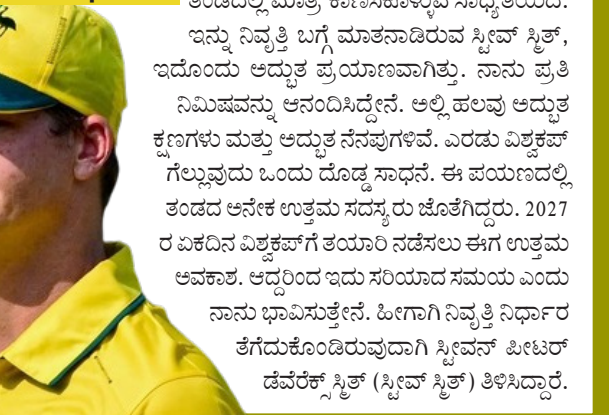 ತಂಡದಲ್ಲಿ ಮಾತ್ರ ಕಾಣಿಸಿಕೊಳ್ಳುವ ಸಾಧ್ಯತೆಯಿದೆ.
ಇನ್ನು ನಿವೃತ್ತಿ ಬಗ್ಗೆ ಮಾತನಾಡಿರುವ ಸ್ಟೀವ್ ಸ್ಮಿತ್,
ಇದೊಂದು ಅದ್ಭುತ ಪ್ರಯಾಣವಾಗಿತ್ತು. ನಾನು ಪ್ರತಿ
ನಿಮಿಷವನ್ನು ಆನಂದಿಸಿದ್ದೇನೆ. ಅಲ್ಲಿ ಹಲವು ಅದ್ಭುತ
ಕ್ಷಣಗಳು ಮತ್ತು ಅದ್ಭುತ ನೆನಪುಗಳಿವೆ. ಎರಡು ವಿಶ್ವಕಪ್
ಗೆಲ್ಲುವುದು ಒಂದು ದೊಡ್ಡ ಸಾಧನೆ. ಈ ಪಯಣದಲ್ಲಿ
ತಂಡದ ಅನೇಕ ಉತ್ತಮ ಸದಸ್ಯರು ಜೊತೆಗಿದ್ದರು. 2027
ರ ಏಕದಿನ ವಿಶ್ವಕಪ್‌ಗೆ ತಯಾರಿ ನಡೆಸಲು ಈಗ ಉತ್ತಮ
ಅವಕಾಶ. ಆದ್ದರಿಂದ ಇದು ಸರಿಯಾದ ಸಮಯ ಎಂದು
ನಾನು ಭಾವಿಸುತ್ತೇನೆ. ಹೀಗಾಗಿ ನಿವೃತ್ತಿ ನಿರ್ಧಾರ
ತೆಗೆದುಕೊಂಡಿರುವುದಾಗಿ ಸ್ಟೀವನ್ ಪೀಟರ್
ಡೆವೆರೆಕ್ಸ್ ಸ್ಮಿತ್ (ಸ್ಟೀವ್ ಸ್ಮಿತ್) ತಿಳಿಸಿದ್ದಾರೆ.